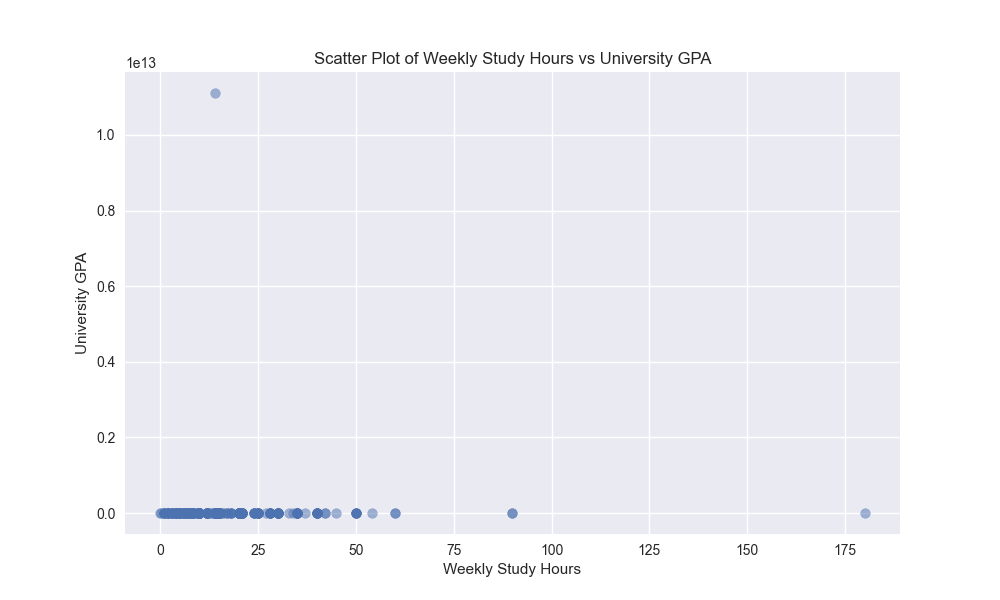 Scatter Plot of Weekly Study Hours vs University GPA
1e13
1.0
0.8
0.6
0.4
0.2
0.0
University GPA
0 25 50 75 100 125 150 175
Weekly Study Hours